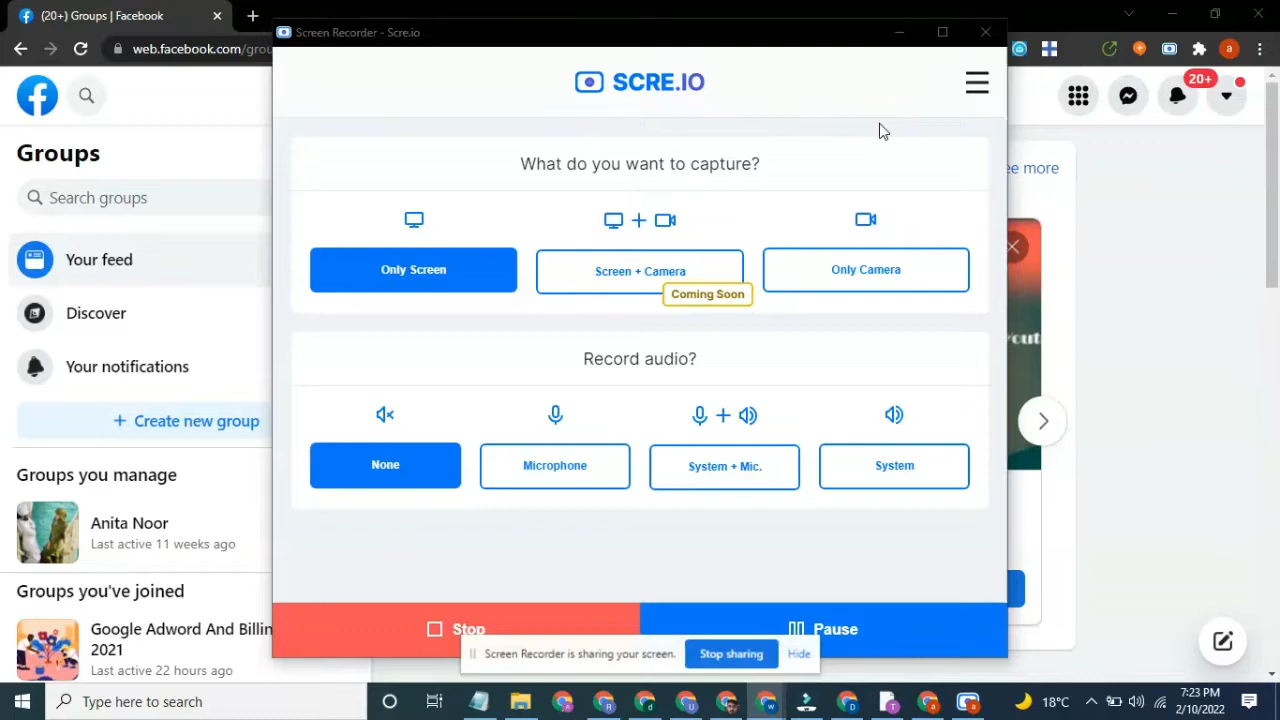 (20+) Groups | Facebook
web.facebook.com/grou
Screen Recorder - Scre.io
SCRE.IO
20+
Groups
Search groups
Your feed
Discover
Your notifications
+ Create new group
Groups you manage
Anita Noor
Last active 11 weeks ago
Groups you've joined
Google Adword And Billin
2021
Last active 22 hours ago
ee more
What do you want to capture?
Only Screen
Screen + Camera
Coming Soon
Only Camera
Record audio?
None
Microphone
System + Mic.
System
Stop
Pause
Screen Recorder is sharing your screen.
Stop sharing
Hide
Type here to search
18°C
7:23 PM
2/10/2022